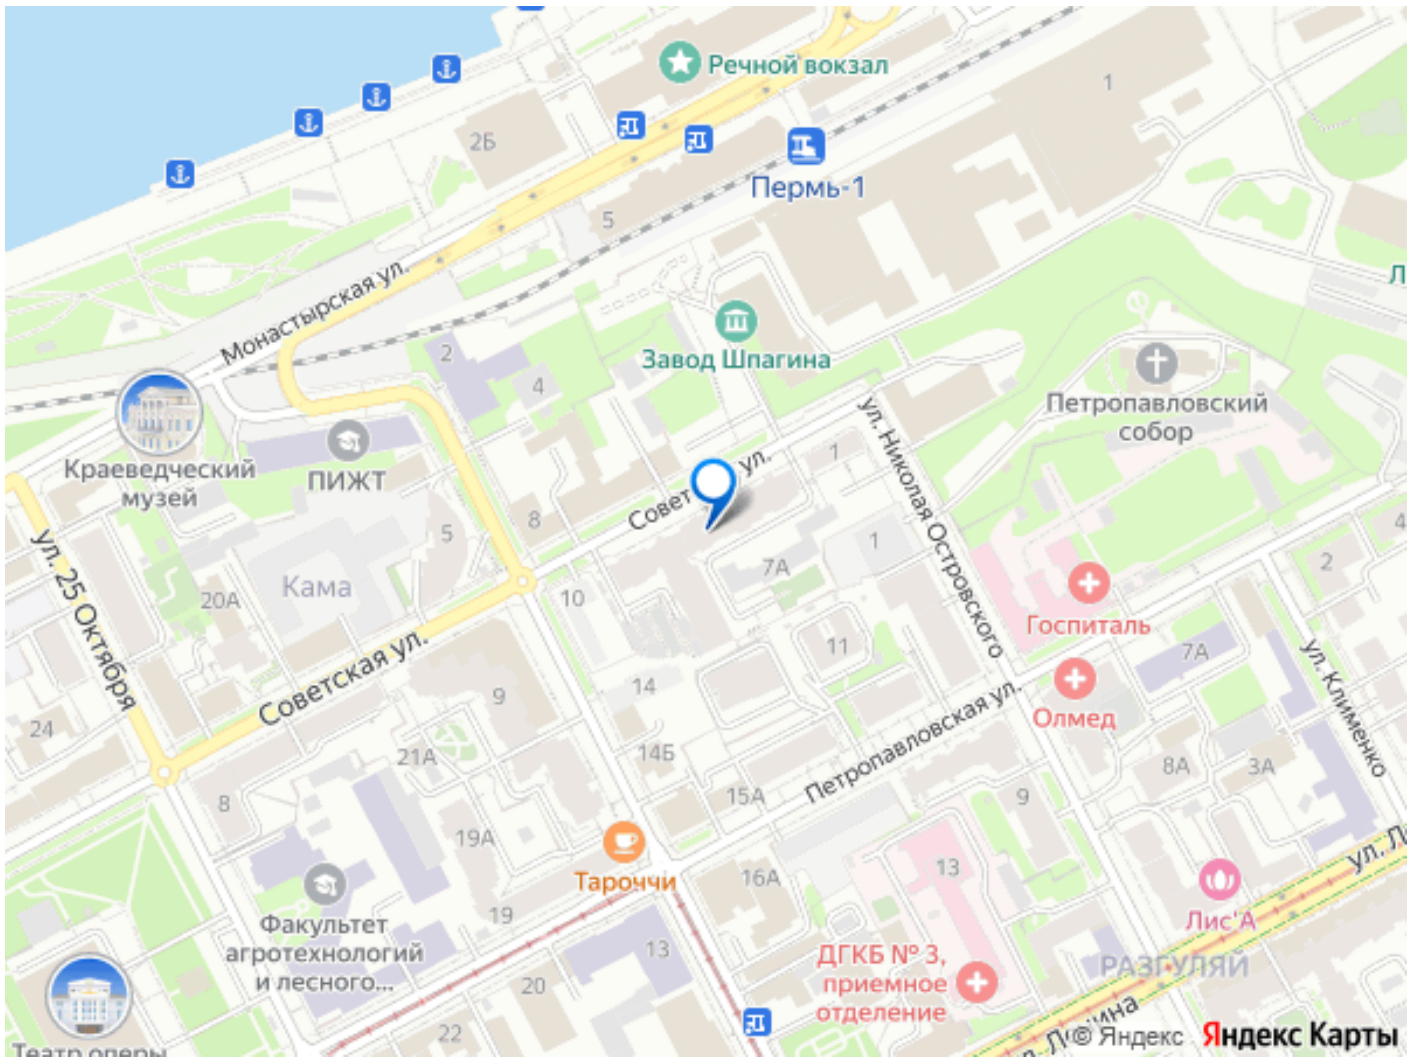 Речной вокзал
1
2Б
Пермь-1
5
Монастырская ул.
Завод Шпагина
2
4
Петропавловский
собор
Краеведческий
музей
ПИЖТ
ул. Николая Островского
1
Совет
ул.
8
5
1
7А
2
4
Кама
20А
10
Госпиталь
ул. 25 Октября
Советская ул.
11
7А
ул. Клименко
14
9
Олмед
Петропавловская ул.
24
21А
14Б
8А
3А
8
15А
9
19А
Тароччи
16А
13
Лис'А
Факультет
агротехнологий
и лесного...
19
13
ДГКБ № 3,
приемное
отделение
РАЗГУЛЯЙ
20
22
Театр оперы
© Яндекс
Яндекс Карты